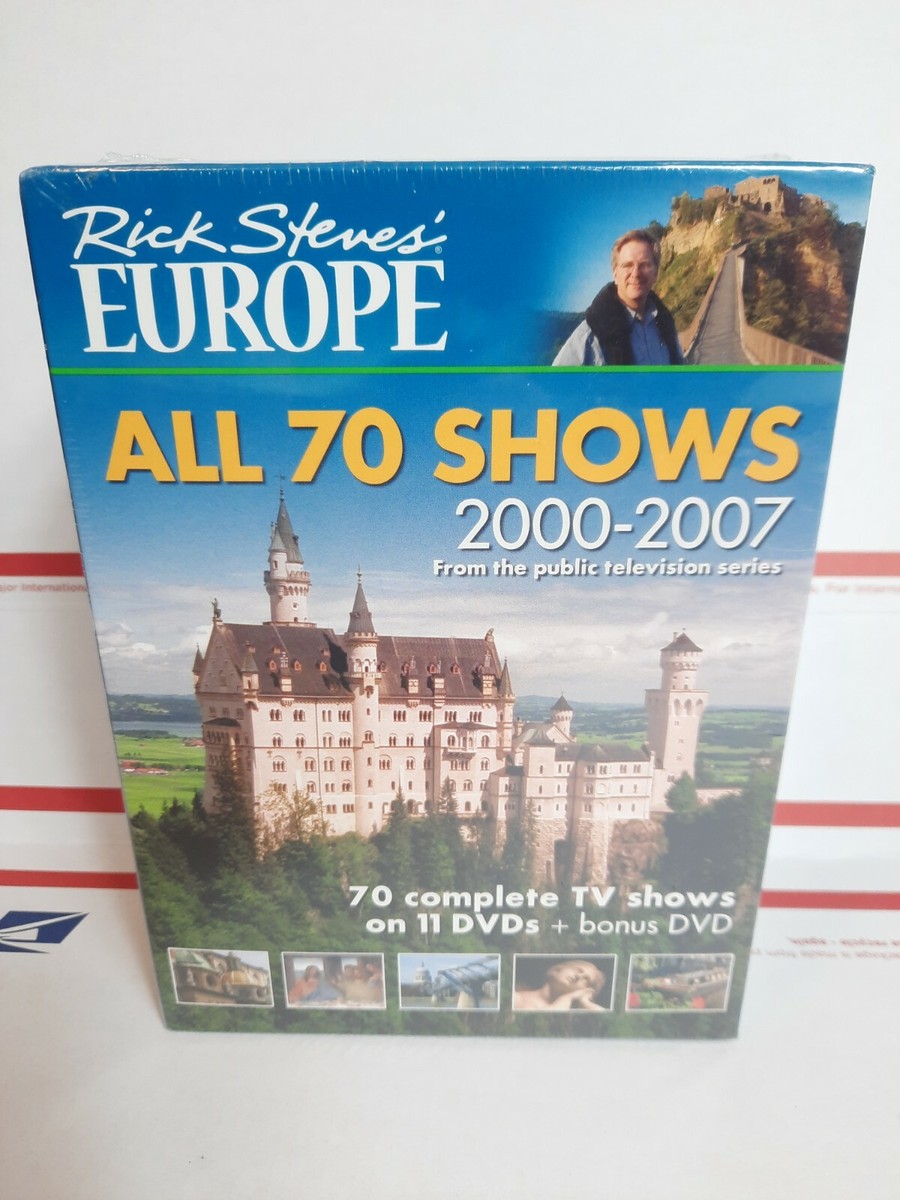 Rick Steves'®
EUROPE
ALL 70 SHOWS
2000-2007
From the public television series
70 complete TV shows
on 11 DVDs + bonus DVD